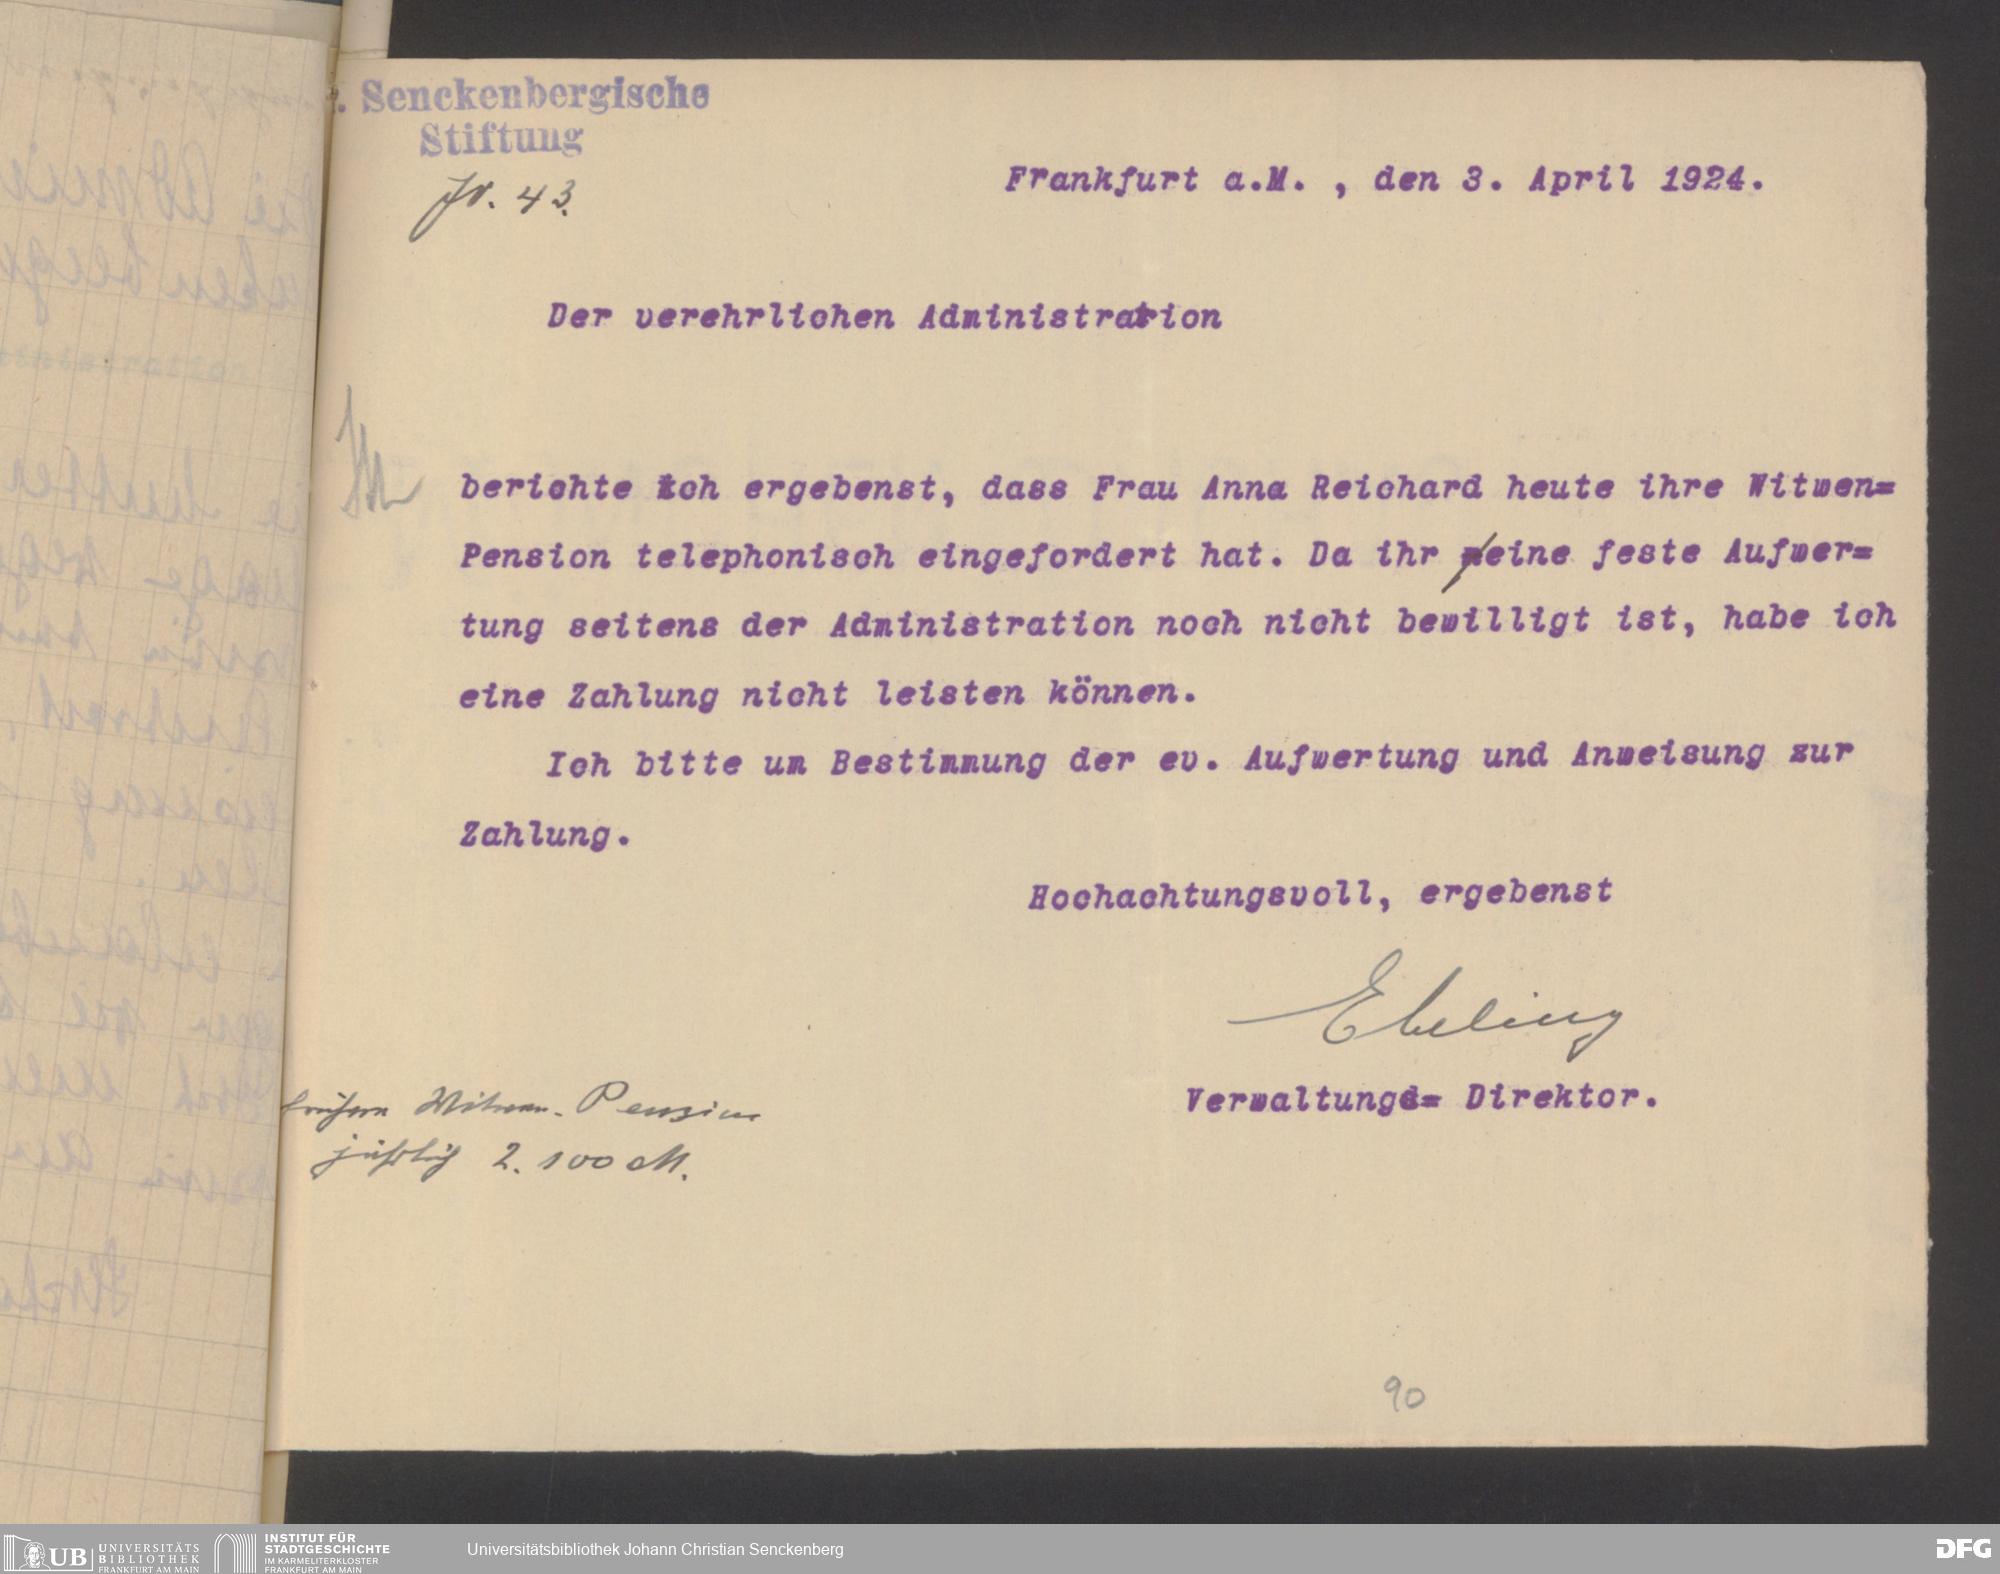 . Senckenbergische
Stiftung
Jr. 43.
Frankfurt a.M. , den 3. April 1924.
Der verehrlichen Administration
berichte ich ergebenst, dass Frau Anna Reichard heute ihre Witwen=
Pension telephonisch eingefordert hat. Da ihr eine feste Aufwer=
tung seitens der Administration noch nicht bewilligt ist, habe ich
eine Zahlung nicht leisten können.
Ich bitte um Bestimmung der ev. Aufwertung und Anweisung zur
Zahlung.
Hochachtungsvoll, ergebenst
Ebeling
Verwaltungs= Direktor.
Witwen-Pension
jährlich 2.100 M.
90
UB UNIVERSITÄTS
BIBLIOTHEK
FRANKFURT AM MAIN
INSTITUT FÜR
STADTGESCHICHTE
IM KARMELITERKLOSTER
FRANKFURT AM MAIN
Universitätsbibliothek Johann Christian Senckenberg
DFG